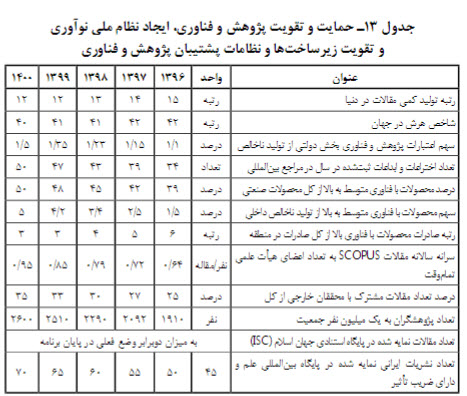 جدول ۱۳ـ حمایت و تقویت پژوهش و فناوری، ایجاد نظام ملی نوآوری
و تقویت زیرساخت‌ها و نظامات پشتیبان پژوهش و فناوری
عنوان واحد ۱۳۹۶ ۱۳۹۷ ۱۳۹۸ ۱۳۹۹ ۱۴۰۰
رتبه تولید کمی مقالات در دنیا رتبه ۱۵ ۱۴ ۱۳ ۱۲ ۱۲
شاخص هرش در جهان رتبه ۴۲ ۴۲ ۴۱ ۴۱ ۴۰
سهم اعتبارات پژوهش و فناوری بخش دولتی از تولید ناخالص درصد ۱/۱ ۱/۱۵ ۱/۲۳ ۱/۳۵ ۱/۵
تعداد اختراعات و ابداعات ثبت‌شده در سال در مراجع بین‌المللی تعداد ۳۴ ۳۹ ۴۳ ۴۷ ۵۰
درصد محصولات با فناوری متوسط به بالا از کل محصولات صنعتی درصد ۳۹ ۴۲ ۴۵ ۴۸ ۵۰
سهم محصولات با فناوری متوسط به بالا از تولید ناخالص داخلی درصد ۱/۵ ۲/۵ ۳/۴ ۴/۲ ۵
رتبه صادرات محصولات با فناوری بالا از کل صادرات در منطقه رتبه ۶ ۵ ۴ ۳ ۳
سرانه سالانه مقالات SCOPUS به تعداد اعضای هیأت علمی
تمام‌وقت نفر/مقاله ۰/۶۴ ۰/۷۲ ۰/۷۹ ۰/۸۵ ۰/۹۵
درصد تعداد مقالات مشترک با محققان خارجی از کل درصد ۲۵ ۲۷ ۳۰ ۳۳ ۳۵
تعداد پژوهشگران به یک میلیون نفر جمعیت نفر ۱۹۱۰ ۲۰۹۲ ۲۲۹۰ ۲۵۱۰ ۲۶۰۰
تعداد مقالات نمایه شده در پایگاه استنادی جهان اسلام (ISC) به میزان دوبرابر وضع فعلی در پایان برنامه
تعداد نشریات ایرانی نمایه شده در پایگاه بین‌المللی علم و
دارای ضریب تأثیر ۴۵ ۵۰ ۵۵ ۶۰ ۶۵ ۷۰